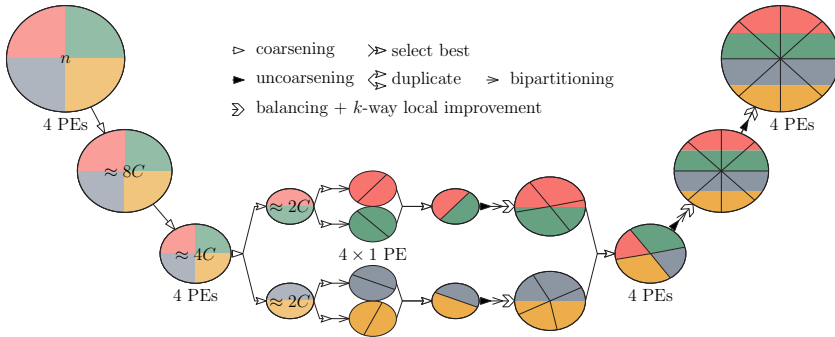 n
4 PEs
coarsening
select best
uncoarsening
duplicate
bipartitioning
balancing + k-way local improvement
4 PEs
≈ 8C
≈ 4C
4 PEs
≈ 2C
≈ 2C
4 × 1 PE
4 PEs